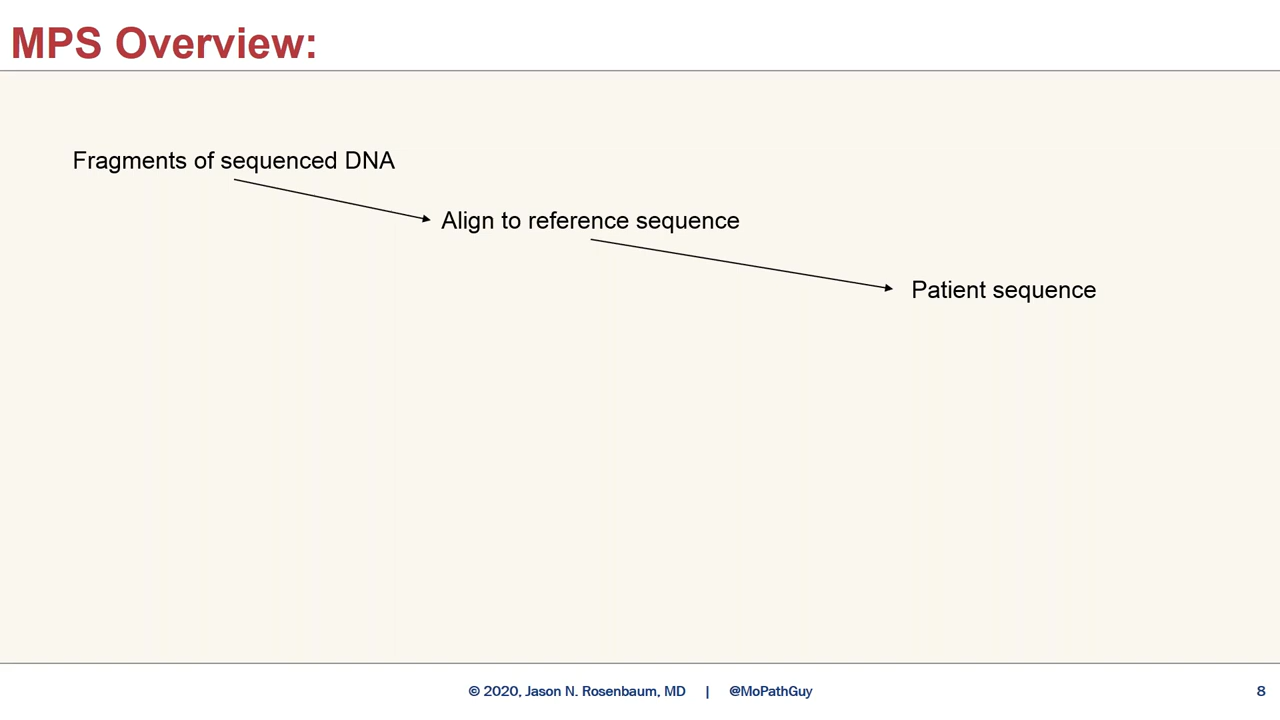 MPS Overview:
Fragments of sequenced DNA
Align to reference sequence
Patient sequence
© 2020, Jason N. Rosenbaum, MD | @MoPathGuy
8